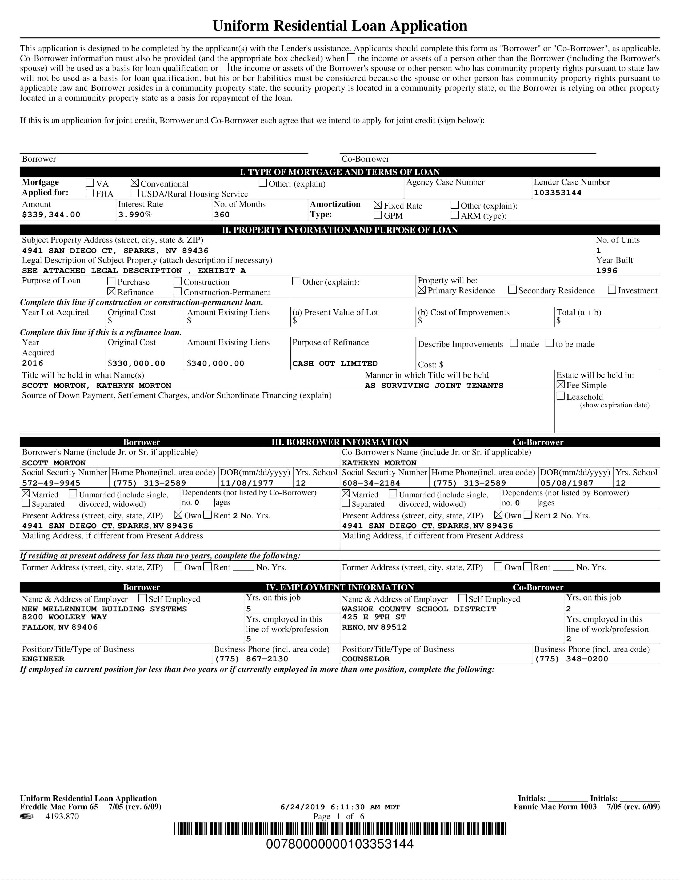 Uniform Residential Loan Application
This application is designed to be completed by the applicant(s) with the Lender's assistance. Applicants should complete this form as "Borrower" or "Co-Borrower", as applicable.
Co-Borrower information must also be provided (and the appropriate box checked) when ☐ the income or assets of a person other than the Borrower (including the Borrower's
spouse) will be used as a basis for loan qualification or ☐ the income or assets of the Borrower's spouse or other person who has community property rights pursuant to state law
will not be used as a basis for loan qualification, but his or her liabilities must be considered because the spouse or other person has community property rights pursuant to
applicable law and Borrower resides in a community property state, the security property is located in a community property state, or the Borrower is relying on other property
located in a community property state as a basis for repayment of the loan.
If this is an application for joint credit, Borrower and Co-Borrower each agree that we intend to apply for joint credit (sign below):
Borrower Co-Borrower
I. TYPE OF MORTGAGE AND TERMS OF LOAN
Mortgage ☐ VA ☒ Conventional ☐ Other (explain) Agency Case Number Lender Case Number
Applied for: ☐ FHA ☐ USDA/Rural Housing Service 103353144
Amount Interest Rate No. of Months Amortization ☒ Fixed Rate ☐ Other (explain):
$339,344.00 3.990% 360 Type: ☐ GPM ☐ ARM (type):
II. PROPERTY INFORMATION AND PURPOSE OF LOAN
Subject Property Address (street, city, state & ZIP) No. of Units
4941 SAN DIEGO CT, SPARKS, NV 89436 1
Legal Description of Subject Property (attach description if necessary) Year Built
SEE ATTACHED LEGAL DESCRIPTION , EXHIBIT A 1996
Purpose of Loan ☐ Purchase ☐ Construction ☐ Other (explain): Property will be:
☒ Refinance ☐ Construction-Permanent ☒ Primary Residence ☐ Secondary Residence ☐ Investment
Complete this line if construction or construction-permanent loan.
Year Lot Acquired Original Cost Amount Existing Liens (a) Present Value of Lot (b) Cost of Improvements Total (a + b)
$ $ $ $ $
Complete this line if this is a refinance loan.
Year Original Cost Amount Existing Liens Purpose of Refinance Describe Improvements ☐ made ☐ to be made
Acquired
2016 $330,000.00 $340,000.00 CASH OUT LIMITED Cost: $
Title will be held in what Name(s) Manner in which Title will be held Estate will be held in:
SCOTT MORTON, KATHRYN MORTON AS SURVIVING JOINT TENANTS ☒ Fee Simple
Source of Down Payment, Settlement Charges, and/or Subordinate Financing (explain) ☐ Leasehold
(show expiration date)
Borrower III. BORROWER INFORMATION Co-Borrower
Borrower's Name (include Jr. or Sr. if applicable) Co-Borrower's Name (include Jr. or Sr. if applicable)
SCOTT MORTON KATHRYN MORTON
Social Security Number Home Phone(incl. area code) DOB(mm/dd/yyyy) Yrs. School Social Security Number Home Phone(incl. area code) DOB(mm/dd/yyyy) Yrs. School
572-49-9945 (775) 313-2589 11/08/1977 12 608-34-2184 (775) 313-2589 05/08/1987 12
☒ Married ☐ Unmarried (include single, Dependents (not listed by Co-Borrower) ☒ Married ☐ Unmarried (include single, Dependents (not listed by Borrower)
☐ Separated divorced, widowed) no. 0 ages ☐ Separated divorced, widowed) no. 0 ages
Present Address (street, city, state, ZIP) ☒ Own ☐ Rent 2 No. Yrs. Present Address (street, city, state, ZIP) ☒ Own ☐ Rent 2 No. Yrs.
4941 SAN DIEGO CT, SPARKS, NV 89436 4941 SAN DIEGO CT, SPARKS, NV 89436
Mailing Address, if different from Present Address Mailing Address, if different from Present Address
If residing at present address for less than two years, complete the following:
Former Address (street, city, state, ZIP) ☐ Own ☐ Rent ____ No. Yrs. Former Address (street, city, state, ZIP) ☐ Own ☐ Rent ____ No. Yrs.
Borrower IV. EMPLOYMENT INFORMATION Co-Borrower
Name & Address of Employer ☐ Self Employed Yrs. on this job Name & Address of Employer ☐ Self Employed Yrs. on this job
NEW MELLENNIUM BUILDING SYSTEMS 5 WASHOE COUNTY SCHOOL DISTRCIT 2
8200 WOOLERY WAY Yrs. employed in this 425 E 9TH ST Yrs. employed in this
FALLON, NV 89406 line of work/profession RENO, NV 89512 line of work/profession
5 2
Position/Title/Type of Business Business Phone (incl. area code) Position/Title/Type of Business Business Phone (incl. area code)
ENGINEER (775) 867-2130 COUNSELOR (775) 348-0200
If employed in current position for less than two years or if currently employed in more than one position, complete the following:
Uniform Residential Loan Application Initials: ________ Initials: ________
Freddie Mac Form 65 7/05 (rev. 6/09) 6/24/2019 6:11:30 AM MDT Fannie Mae Form 1003 7/05 (rev. 6/09)
4193.870 Page 1 of 6
00780000000103353144